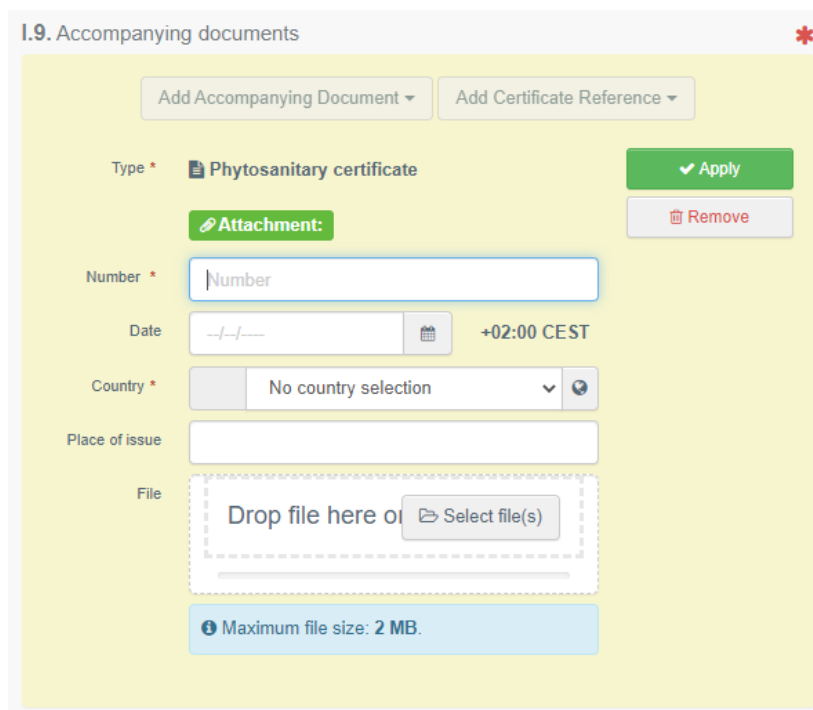 I.9. Accompanying documents *
Add Accompanying Document Add Certificate Reference
Type * Phytosanitary certificate Apply
Attachment: Remove
Number * Number
Date --/--/---- +02:00 CEST
Country * No country selection
Place of issue
File
Drop file here or Select file(s)
Maximum file size: 2 MB.